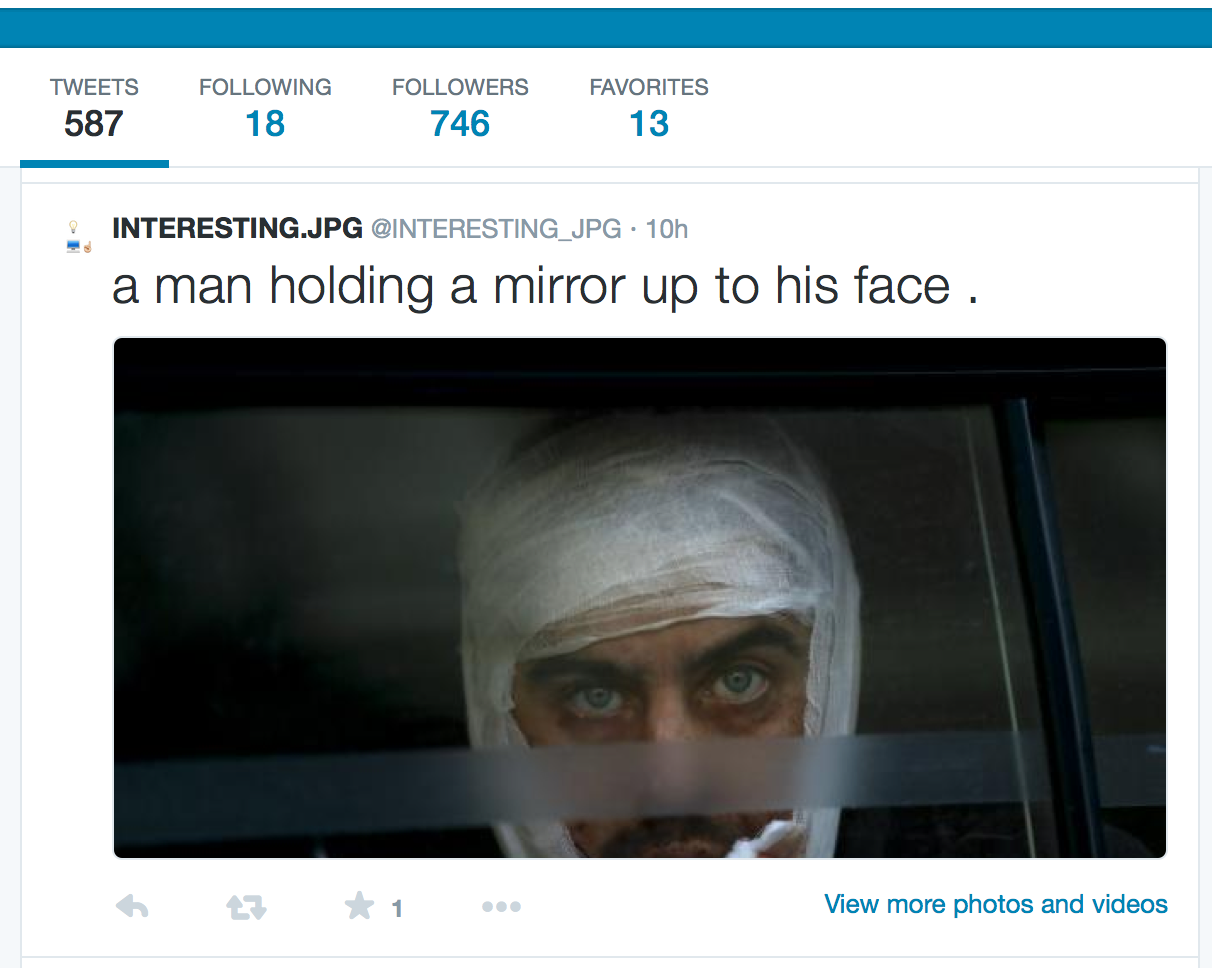 TWEETS FOLLOWING FOLLOWERS FAVORITES
587 18 746 13
INTERESTING.JPG @INTERESTING_JPG · 10h
a man holding a mirror up to his face .
1 View more photos and videos